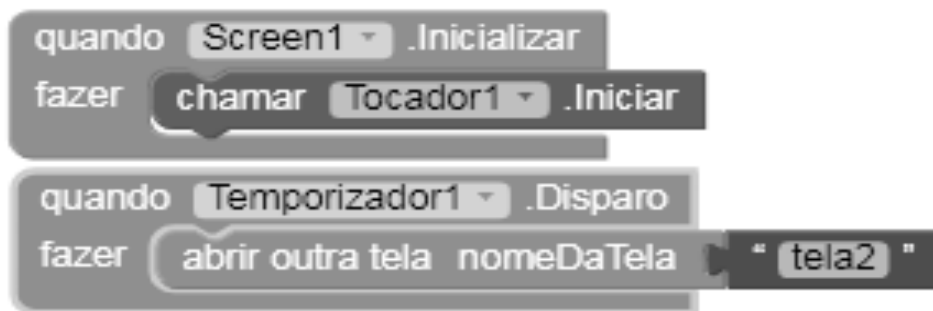 quando Screen1 .Inicializar
fazer chamar Tocador1 .Iniciar
quando Temporizador1 .Disparo
fazer abrir outra tela nomeDaTela “ tela2 ”